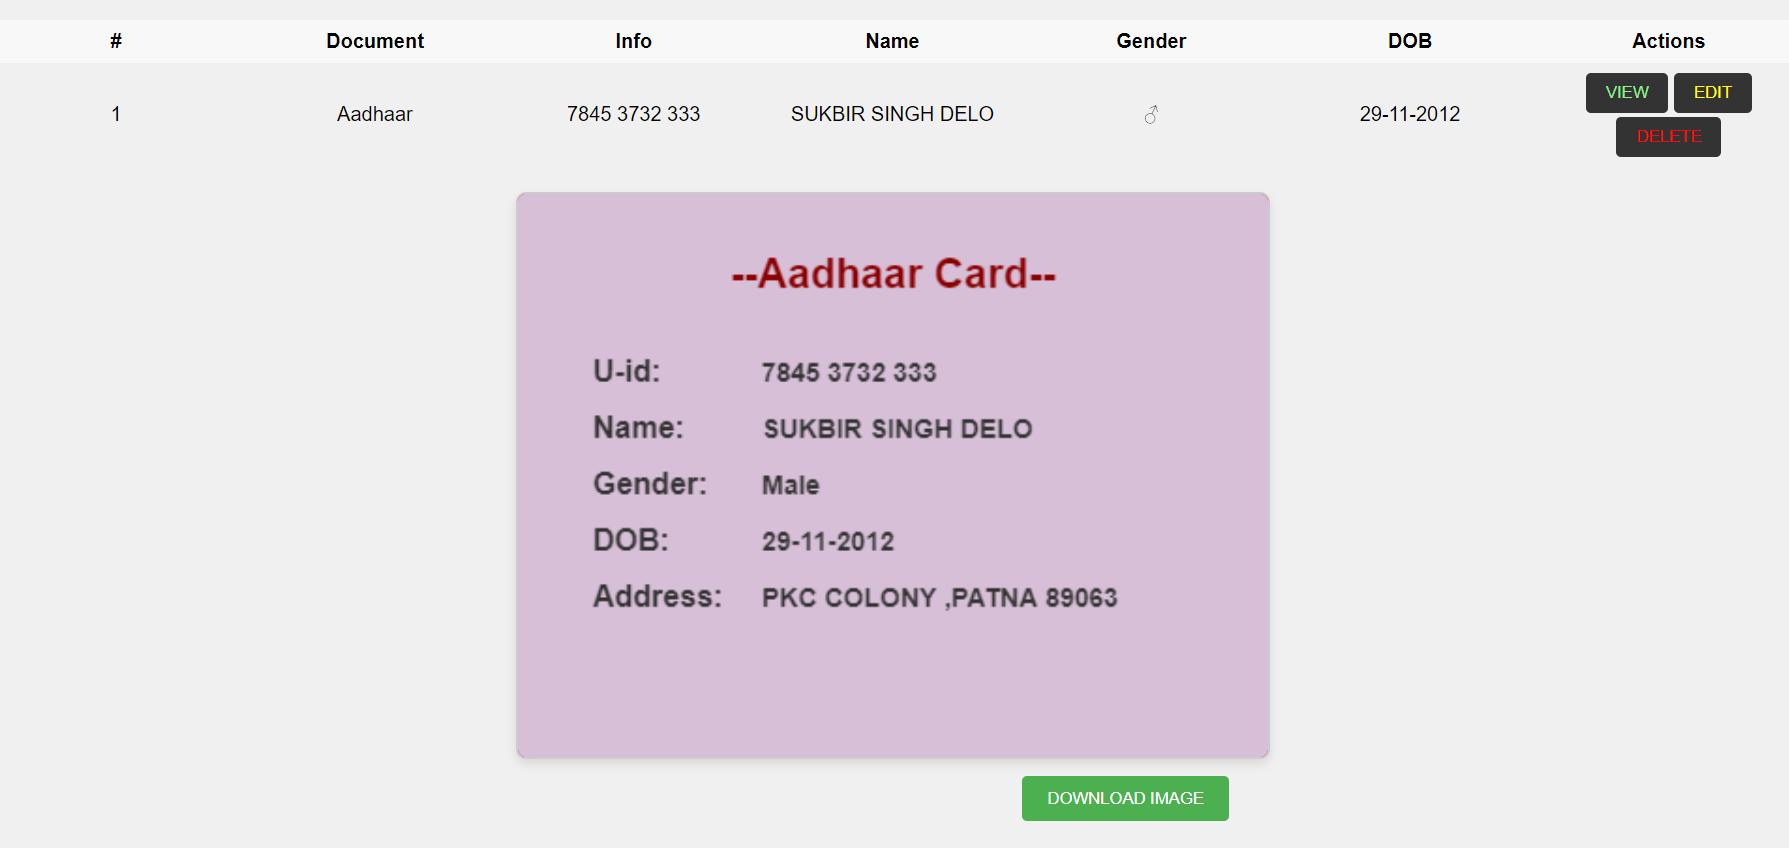 # Document Info Name Gender DOB Actions
1 Aadhaar 7845 3732 333 SUKBIR SINGH DELO ♂ 29-11-2012 VIEW EDIT
DELETE
--Aadhaar Card--
U-id: 7845 3732 333
Name: SUKBIR SINGH DELO
Gender: Male
DOB: 29-11-2012
Address: PKC COLONY ,PATNA 89063
DOWNLOAD IMAGE